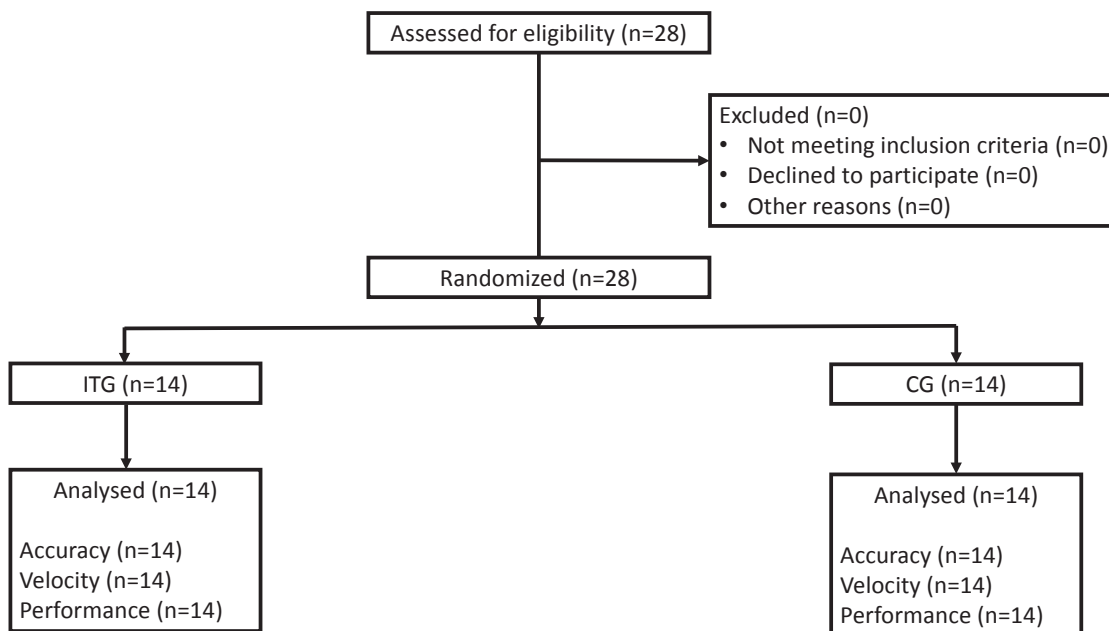 Assessed for eligibility (n=28)
Excluded (n=0)
• Not meeting inclusion criteria (n=0)
• Declined to participate (n=0)
• Other reasons (n=0)
Randomized (n=28)
ITG (n=14)
CG (n=14)
Analysed (n=14)
Accuracy (n=14)
Velocity (n=14)
Performance (n=14)
Analysed (n=14)
Accuracy (n=14)
Velocity (n=14)
Performance (n=14)